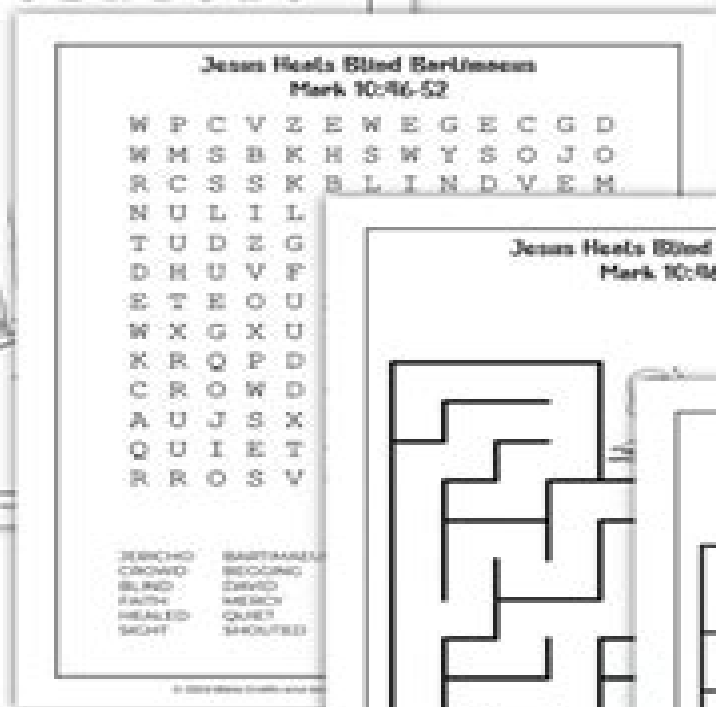 Jesus Heals Blind Bartimaeus
Mark 10:46-52
W P C V Z E W E G E C G D
W M S B K H S W Y S O J O
R C S S K B L I N D V E M
N U L I L
T U D Z G
D H U V F
E T E O U
W X G X U
K R Q P D
C R O W D
A U J S X
Q U I E T
R R O S V
JERICHO BARTIMAEU
CROWD BEGGING
BLIND DAVID
FAITH MERCY
HEALED QUIET
SIGHT SHOUTED
Jesus Heals Blind
Mark 10:46